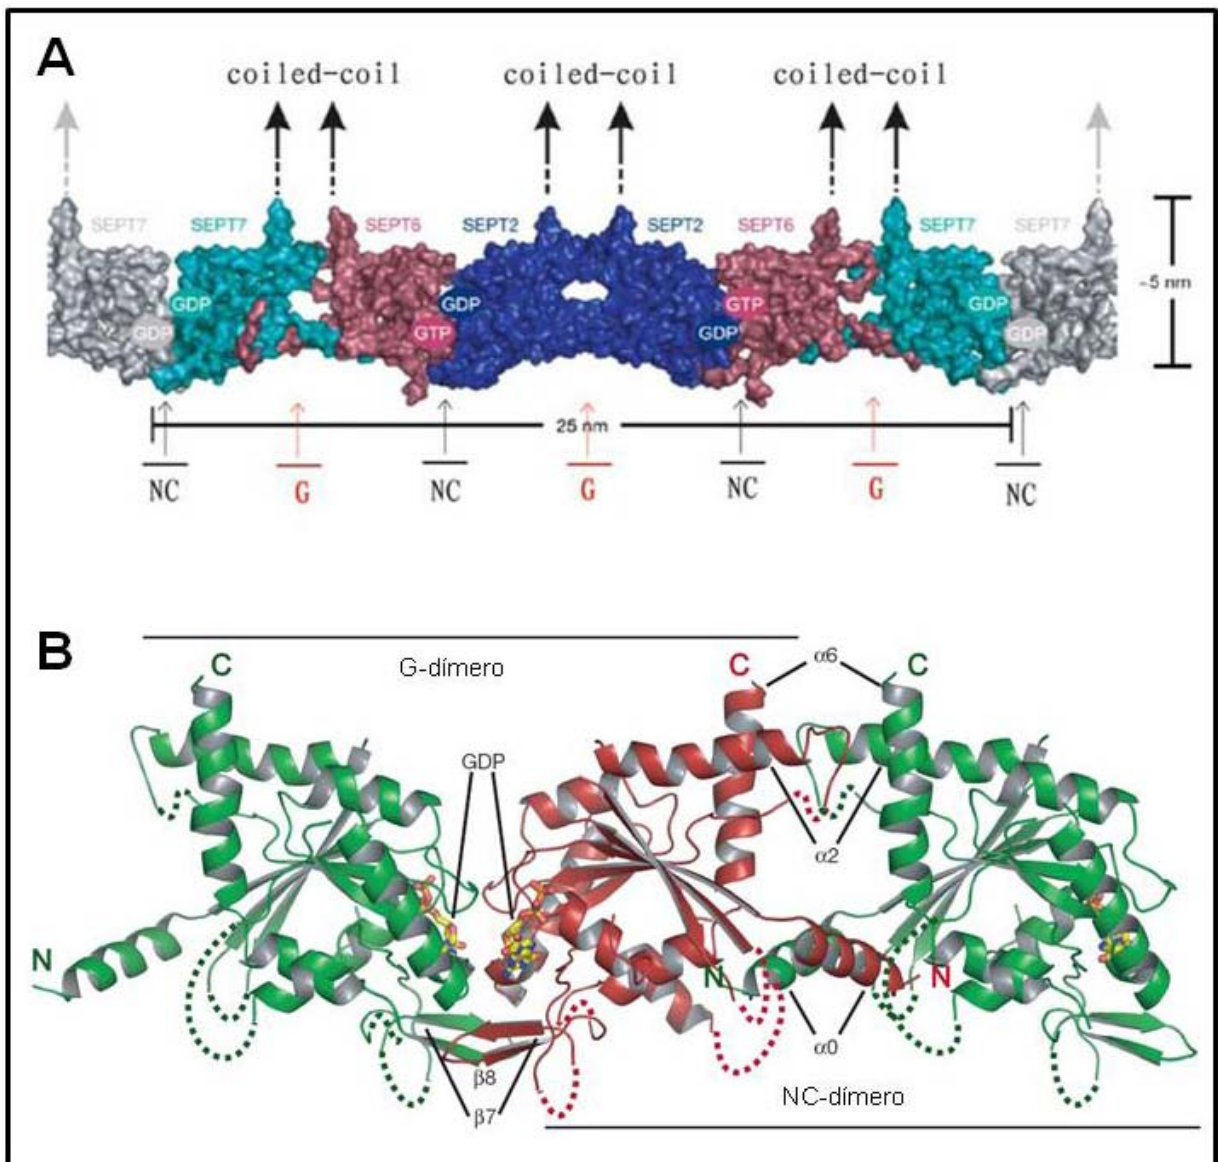 A
coiled-coil coiled-coil coiled-coil
SEPT7 SEPT7 SEPT6 SEPT2 SEPT2 SEPT6 SEPT7 SEPT7
~5 nm
GDP GDP GTP GDP GDP GTP GDP GDP
25 nm
NC G NC G NC G NC
B
G-dímero
C C C
α6
GDP
α2
N N N
α0
β8
β7
NC-dímero